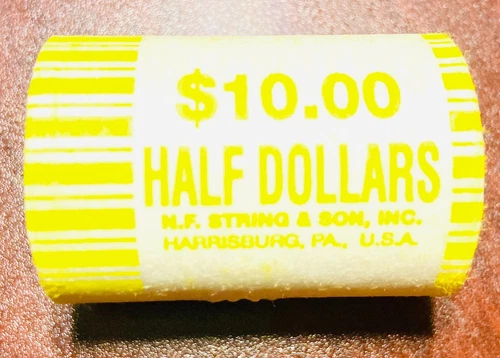 $10.00
HALF DOLLARS
N.F. STRING & SON, INC.
HARRISBURG, PA., U.S.A.